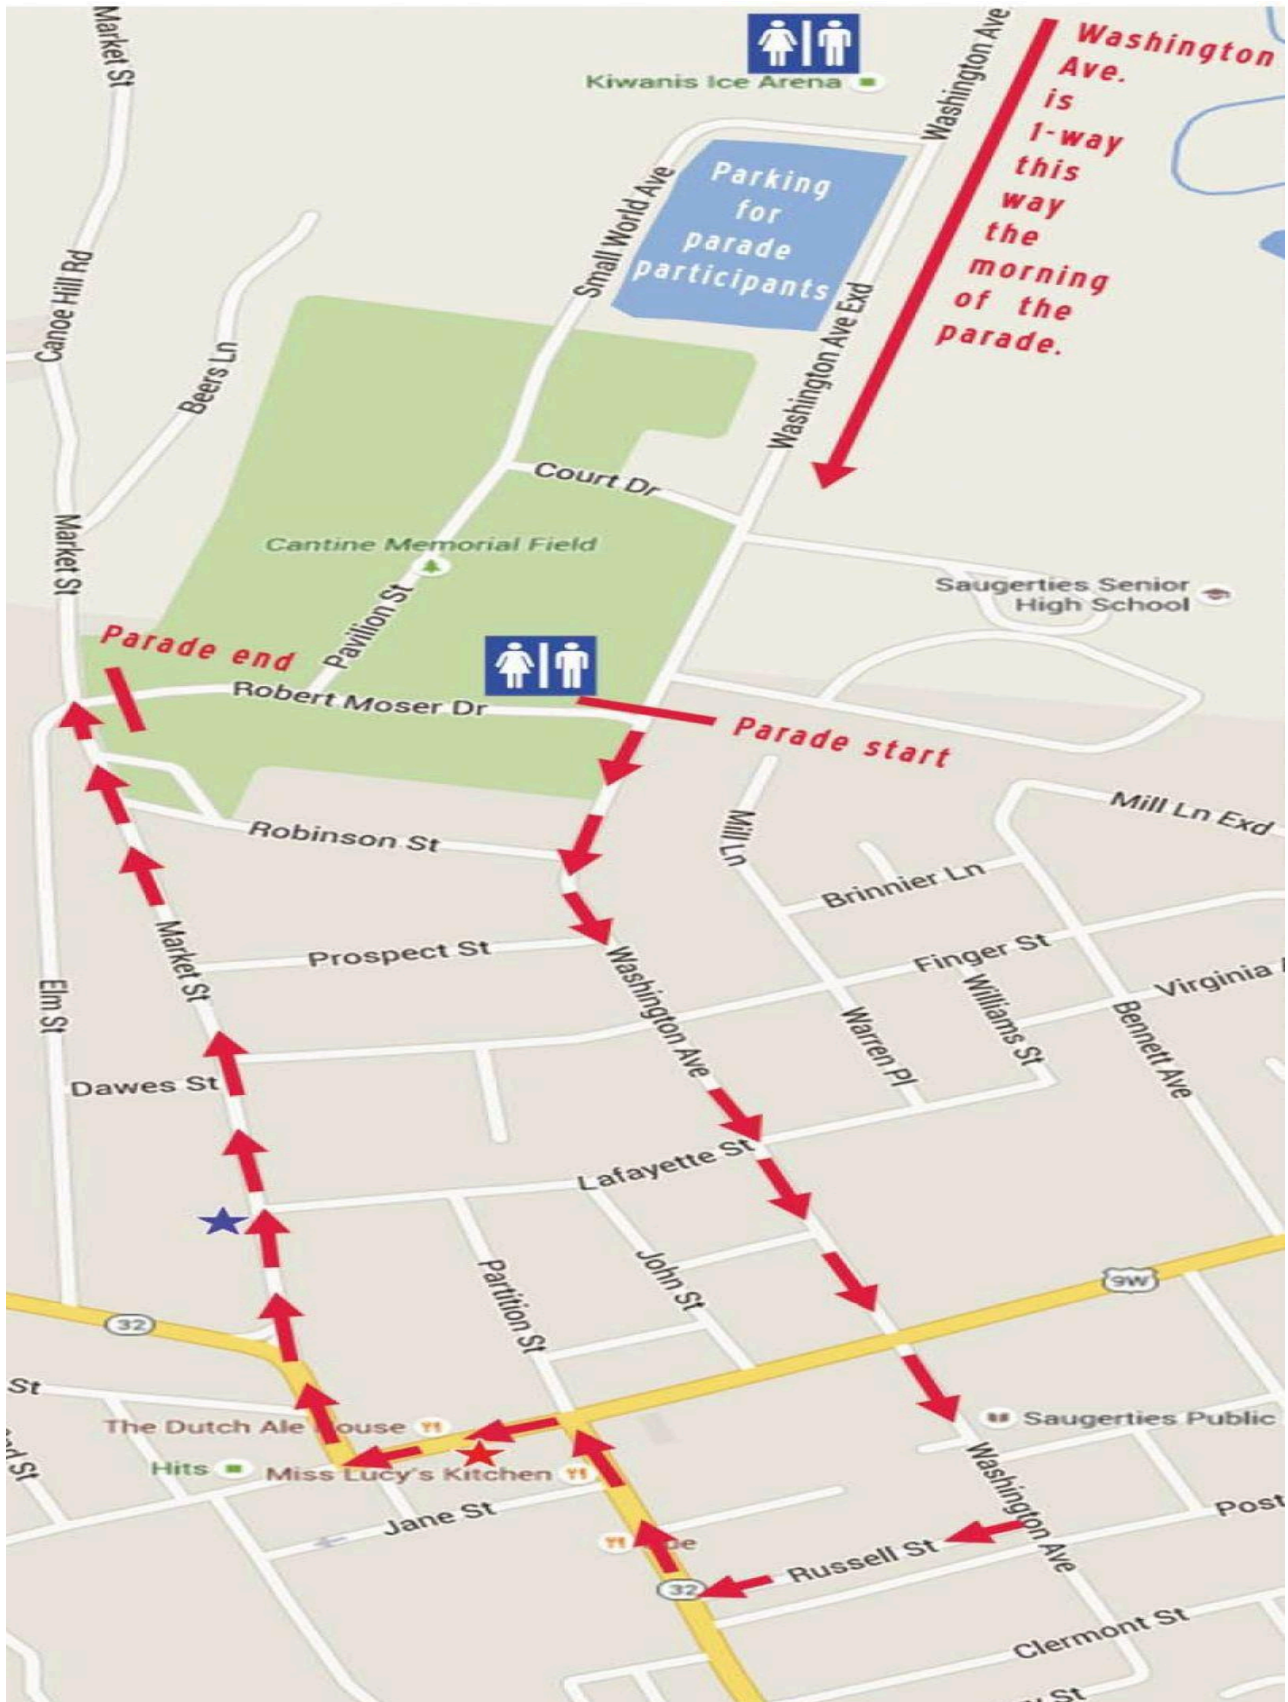 Market St
Washington Ave
Washington
Ave.
is
1-way
this
way
the
morning
of the
parade.
Kiwanis Ice Arena
Washington Ave
Parking
for
parade
participants
Small World Ave
Canoe Hill Rd
Beers Ln
Washington Ave Exd
Court Dr
Market St
Cantine Memorial Field
Pavilion St
Saugerties Senior
High School
Parade end
Robert Moser Dr
Parade start
Mill Ln Exd
Mill Ln
Robinson St
Brinnier Ln
Finger St
Prospect St
Market St
Washington Ave
Virginia
Williams St
Elm St
Warren Pl
Bennett Ave
Dawes St
Lafayette St
John St
Partition St
9W
32
St
The Dutch Ale House
Saugerties Public
Hits
Miss Lucy's Kitchen
Washington Ave
Jane St
Post
Russell St
32
Clermont St
St